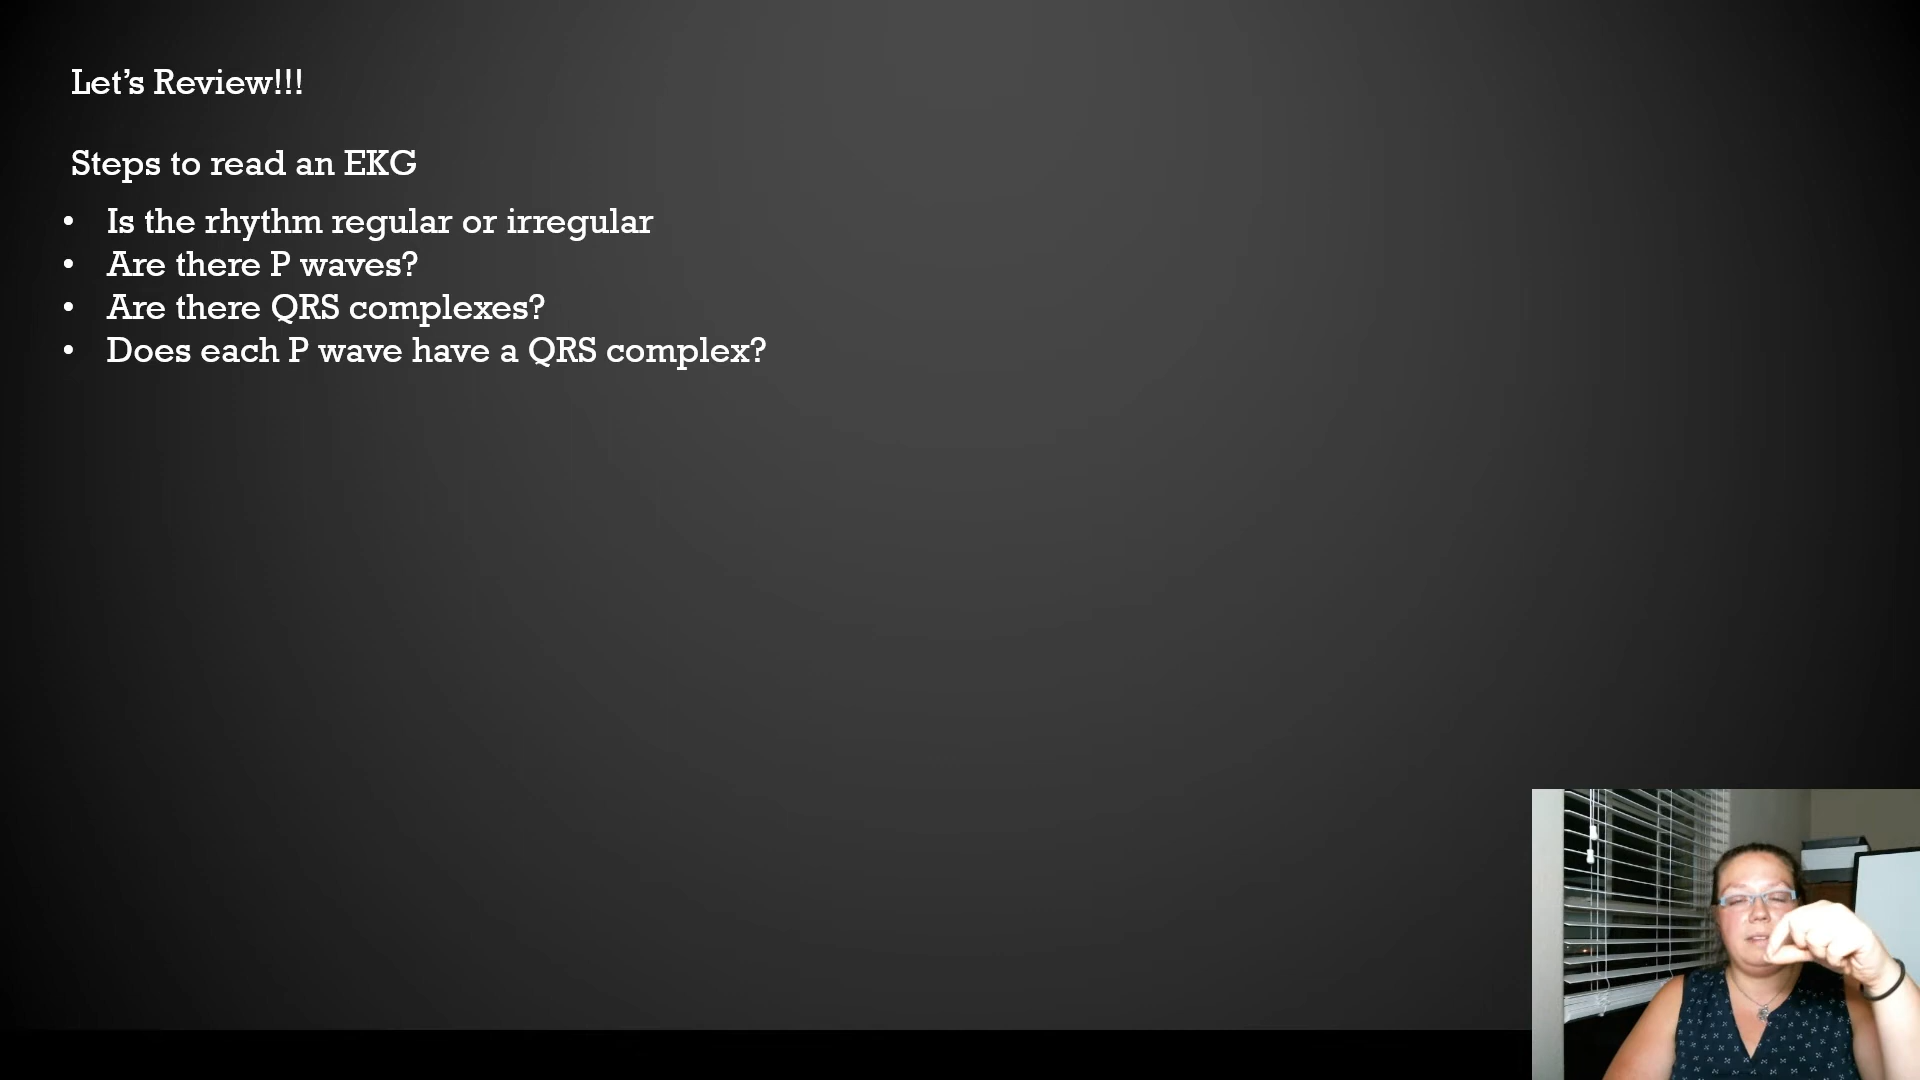 Let’s Review!!!
Steps to read an EKG
• Is the rhythm regular or irregular
• Are there P waves?
• Are there QRS complexes?
• Does each P wave have a QRS complex?